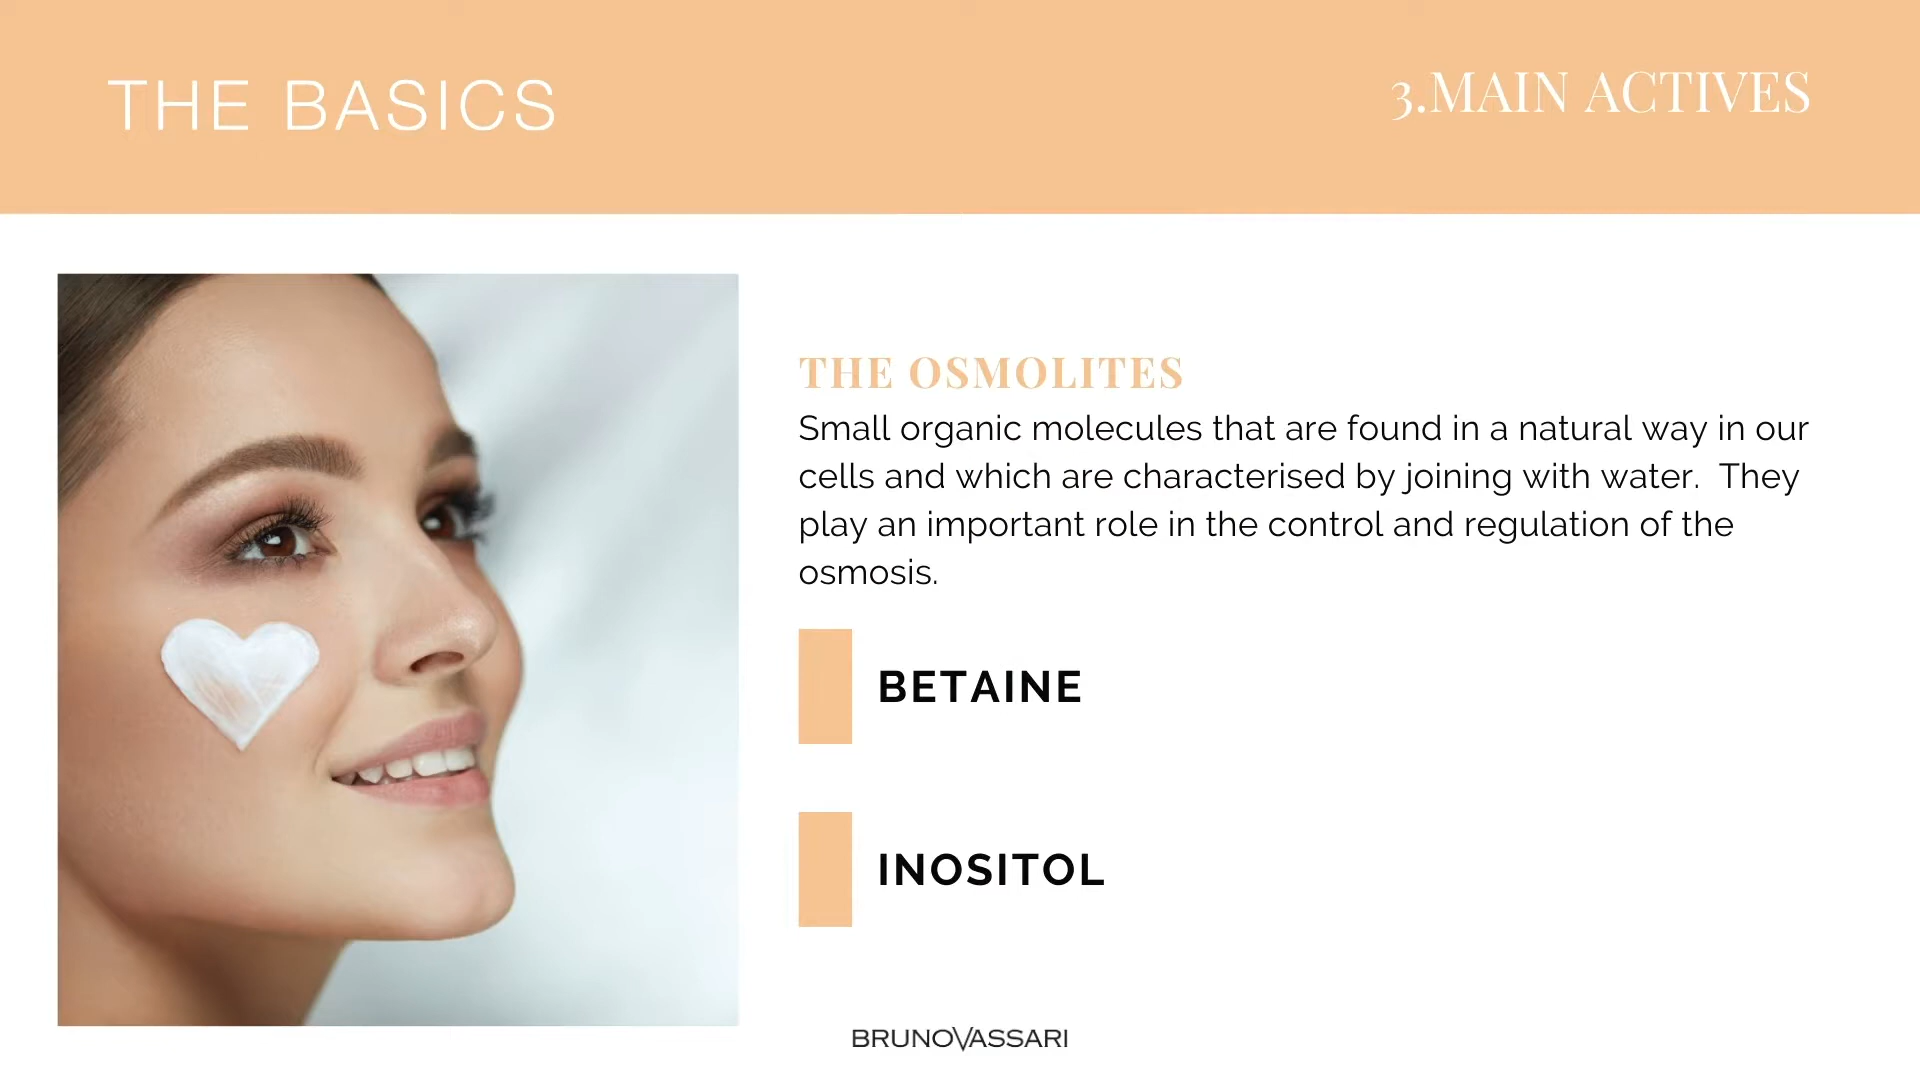 THE BASICS
3.MAIN ACTIVES
THE OSMOLITES
Small organic molecules that are found in a natural way in our
cells and which are characterised by joining with water.  They
play an important role in the control and regulation of the
osmosis.
BETAINE
INOSITOL
BRUNOVASSARI